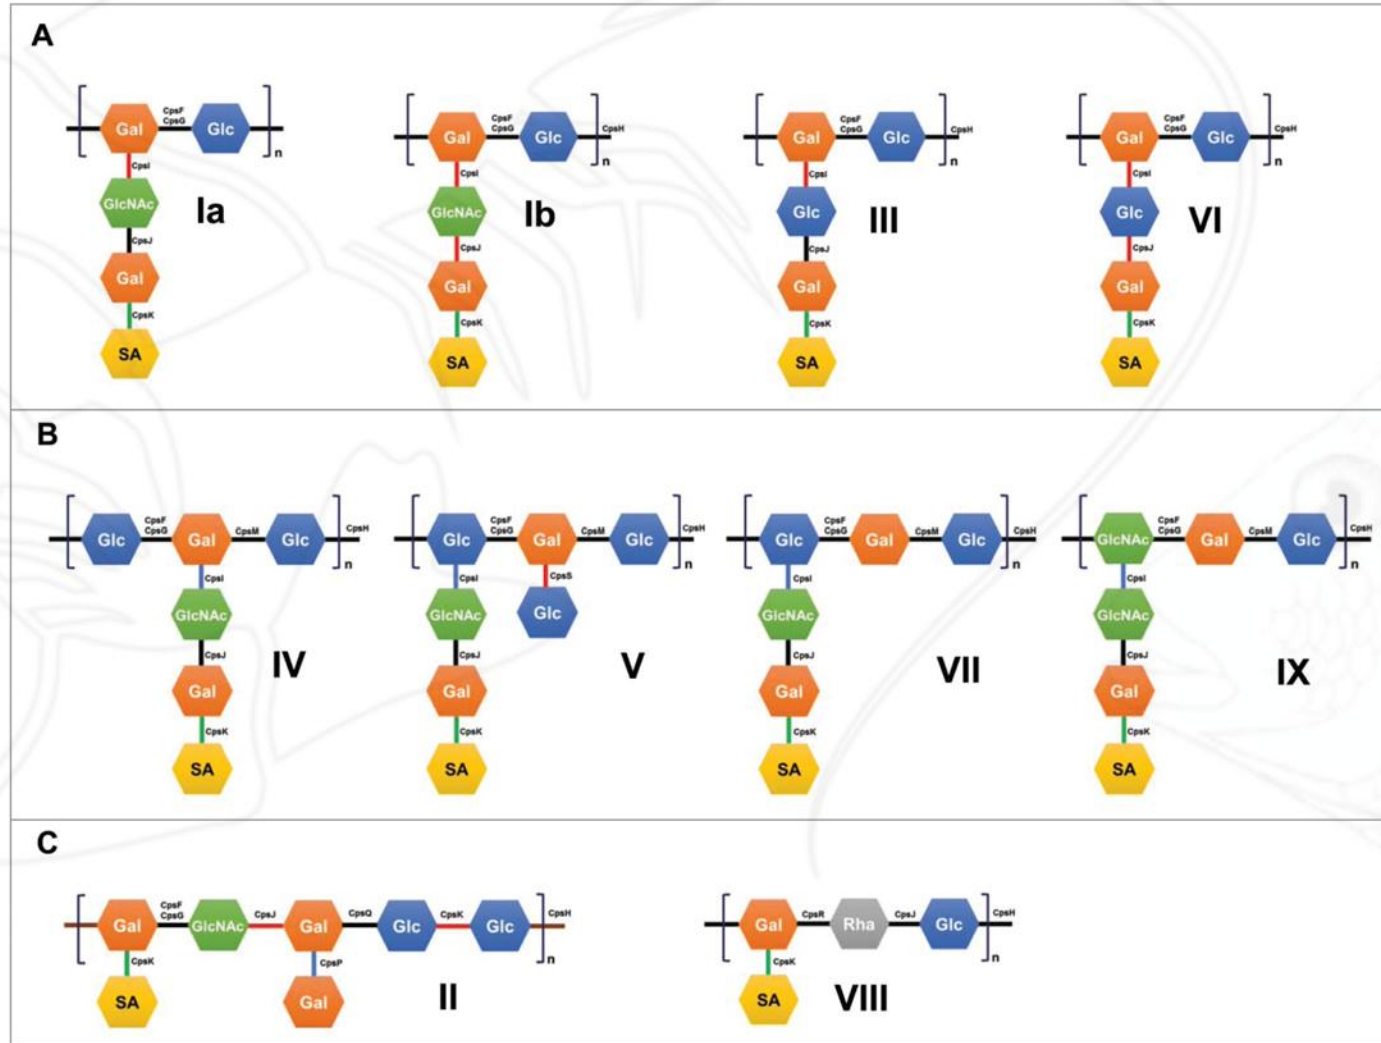 A
CpsF
CpsG
Gal
Glc
n
CpsI
GlcNAc
Ia
CpsJ
Gal
CpsK
SA
CpsF
CpsG
Gal
Glc
CpsH
n
CpsI
GlcNAc
Ib
CpsJ
Gal
CpsK
SA
CpsF
CpsG
Gal
Glc
CpsH
n
CpsI
Glc
III
CpsJ
Gal
CpsK
SA
CpsF
CpsG
Gal
Glc
CpsH
n
CpsI
Glc
VI
CpsJ
Gal
CpsK
SA
B
CpsF
CpsG
Glc
Gal
CpsM
Glc
CpsH
n
CpsI
GlcNAc
CpsJ
IV
Gal
CpsK
SA
CpsF
CpsG
Glc
Gal
CpsM
Glc
CpsH
n
CpsI
CpsS
GlcNAc
Glc
CpsJ
V
Gal
CpsK
SA
CpsF
CpsG
Glc
Gal
CpsM
Glc
CpsH
n
CpsI
GlcNAc
CpsJ
VII
Gal
CpsK
SA
CpsF
CpsG
GlcNAc
Gal
CpsM
Glc
CpsH
n
CpsI
GlcNAc
CpsJ
IX
Gal
CpsK
SA
C
CpsF
CpsG
Gal
GlcNAc
CpsJ
Gal
CpsQ
Glc
CpsK
Glc
CpsH
n
CpsK
CpsP
SA
Gal
II
Gal
CpsR
Rha
CpsJ
Glc
CpsH
n
CpsK
SA
VIII